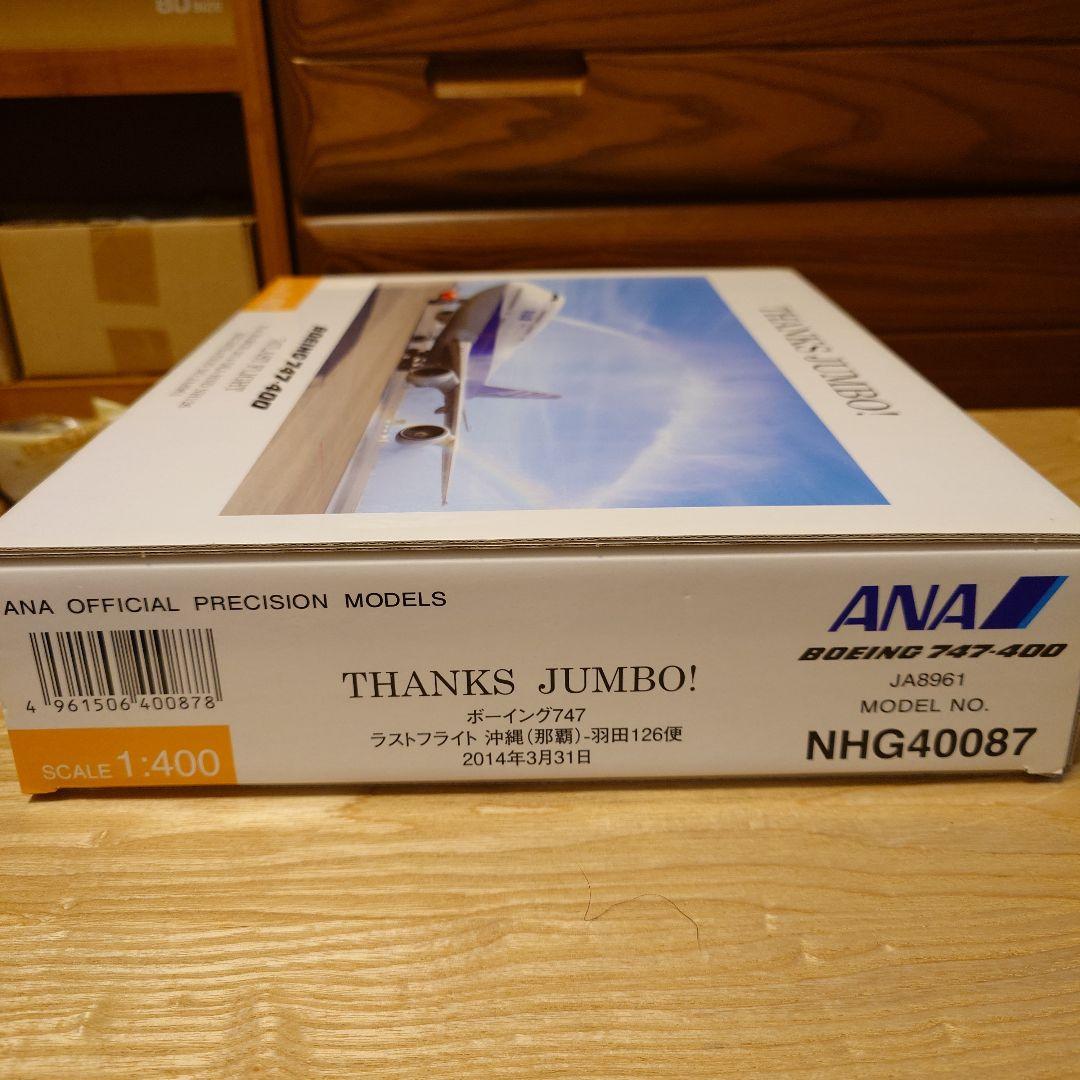 THANKS JUMBO!
BOEING 747-400
ANA OFFICIAL PRECISION MODELS
4 961506 400878
SCALE 1:400
THANKS JUMBO!
ボーイング747
ラストフライト 沖縄(那覇)-羽田126便
2014年3月31日
ANA
BOEING 747-400
JA8961
MODEL NO.
NHG40087